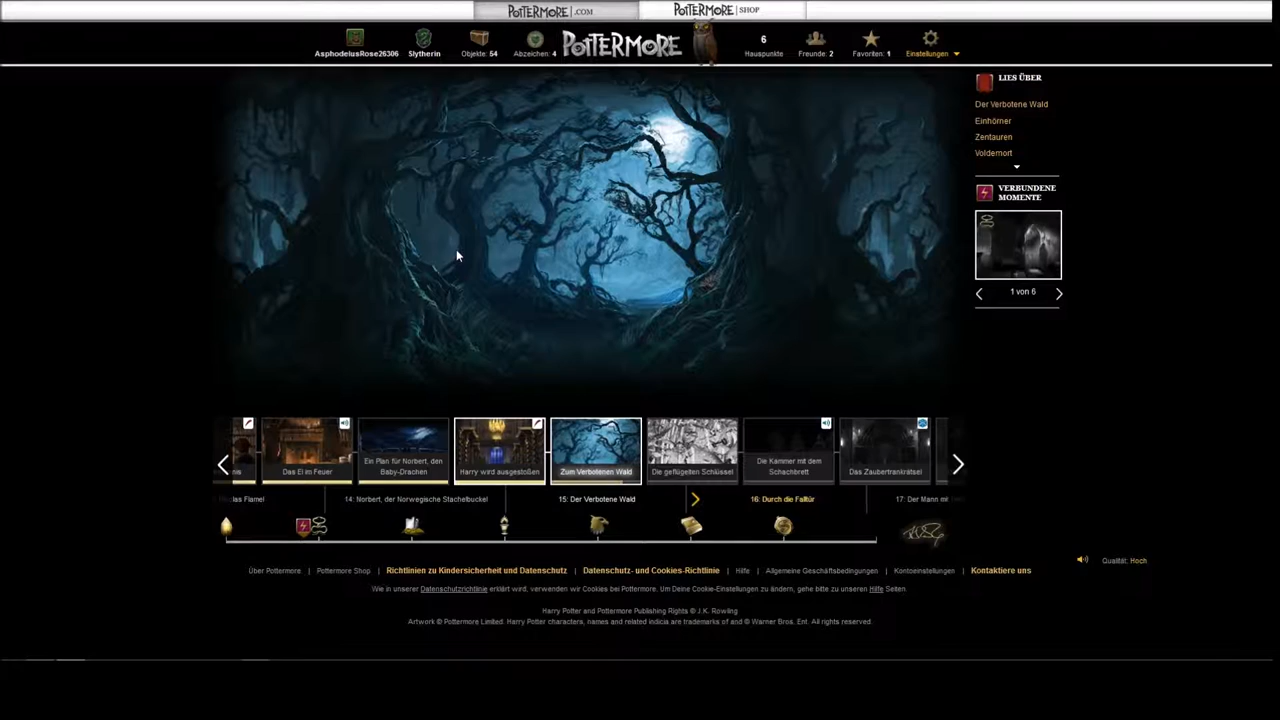 POTTERMORE .COM
POTTERMORE SHOP
AsphodeiusRose26306
Slytherin
Objekte: 54
Abzeichen: 4
POTTERMORE
6
Hauspunkte
Freunde: 2
Favoriten: 1
Einstellungen
LIES ÜBER
Der Verbotene Wald
Einhörner
Zentauren
Voldemort
VERBUNDENE
MOMENTE
1 von 6
Das Ei im Feuer
Ein Plan für Norbert, den
Baby-Drachen
Harry wird ausgestoßen
Zum Verbotenen Wald
Die geflügelten Schlüssel
Die Kammer mit dem
Schachbrett
Das Zaubertrankrätsel
Flamel
14: Norbert, der Norwegische Stachelbuckel
15: Der Verbotene Wald
16: Durch die Falltür
17: Der Mann mit
Qualität: Hoch
Über Pottermore | Pottermore Shop | Richtlinien zu Kindersicherheit und Datenschutz | Datenschutz- und Cookies-Richtlinie | Hilfe | Allgemeine Geschäftsbedingungen | Kontoeinstellungen | Kontaktiere uns
Wie in unserer Datenschutzrichtlinie erklärt wird, verwenden wir Cookies bei Pottermore. Um Deine Cookie-Einstellungen zu ändern, gehe bitte zu unseren Hilfe Seiten.
Harry Potter and Pottermore Publishing Rights © J.K. Rowling
Artwork © Pottermore Limited. Harry Potter characters, names and related indicia are trademarks of and © Warner Bros. Ent. All rights reserved.